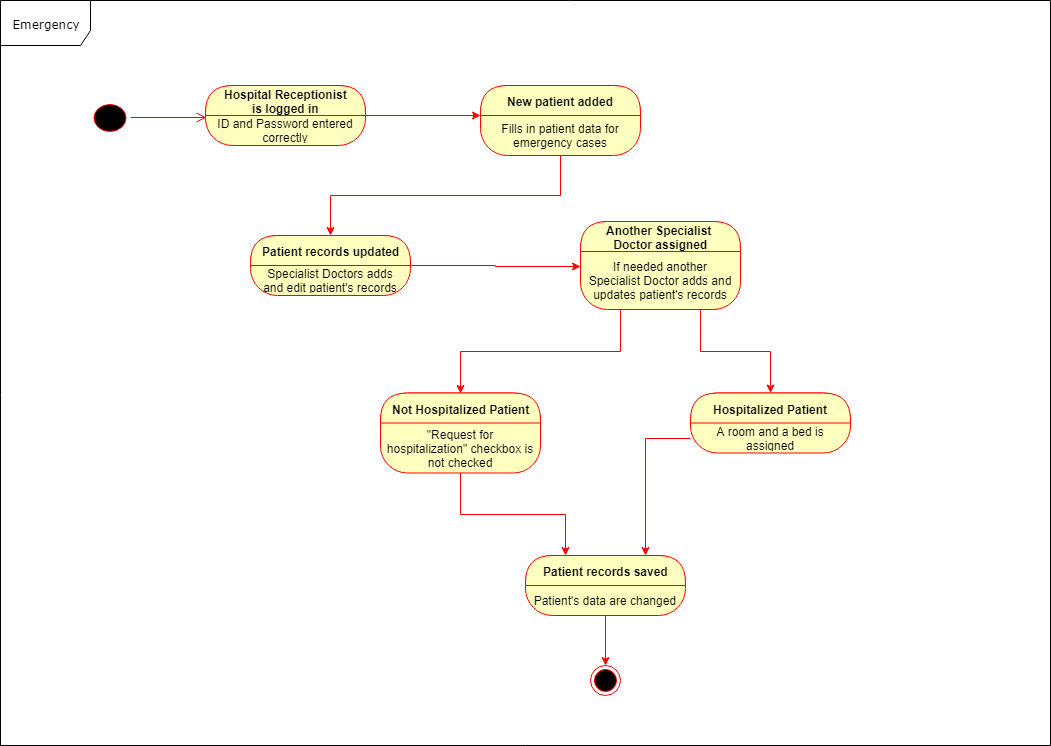 Emergency
Hospital Receptionist
is logged in
ID and Password entered
correctly
New patient added
Fills in patient data for
emergency cases
Patient records updated
Specialist Doctors adds
and edit patient's records
Another Specialist
Doctor assigned
If needed another
Specialist Doctor adds and
updates patient's records
Not Hospitalized Patient
"Request for
hospitalization" checkbox is
not checked
Hospitalized Patient
A room and a bed is
assigned
Patient records saved
Patient's data are changed